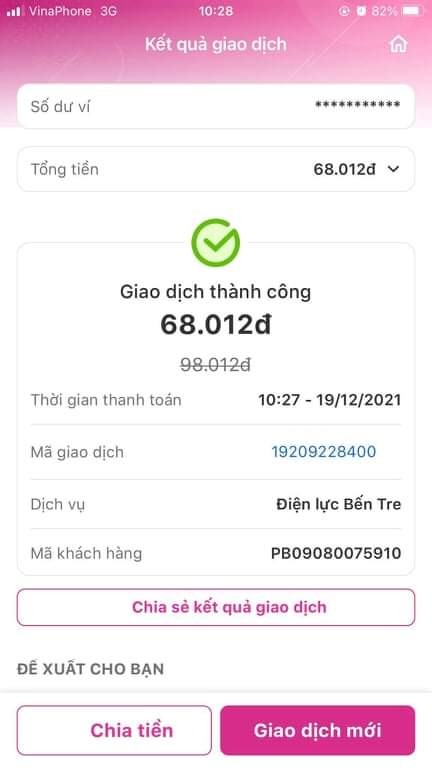 VinaPhone 3G 10:28 82%
Kết quả giao dịch
Số dư ví ***********
Tổng tiền 68.012đ
Giao dịch thành công
68.012đ
98.012đ
Thời gian thanh toán 10:27 - 19/12/2021
Mã giao dịch 19209228400
Dịch vụ Điện lực Bến Tre
Mã khách hàng PB09080075910
Chia sẻ kết quả giao dịch
ĐỀ XUẤT CHO BẠN
Chia tiền Giao dịch mới